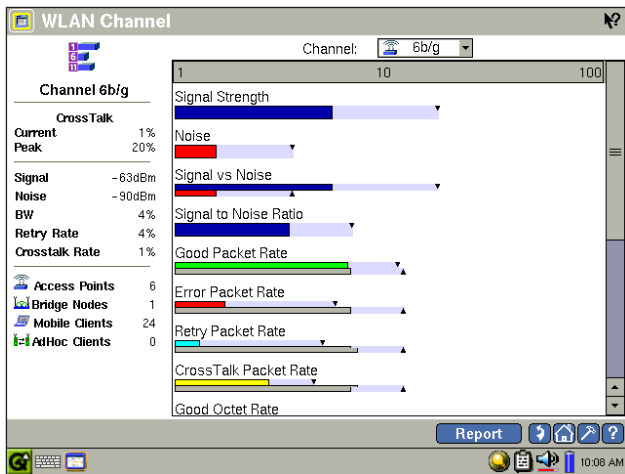 WLAN Channel
Channel: 6b/g
1
6
11
Channel 6b/g
CrossTalk
Current 1%
Peak 20%
Signal -63dBm
Noise -90dBm
BW 4%
Retry Rate 4%
Crosstalk Rate 1%
Access Points 6
Bridge Nodes 1
Mobile Clients 24
AdHoc Clients 0
1 10 100
Signal Strength
Noise
Signal vs Noise
Signal to Noise Ratio
Good Packet Rate
Error Packet Rate
Retry Packet Rate
CrossTalk Packet Rate
Good Octet Rate
Report
?
10:08 AM